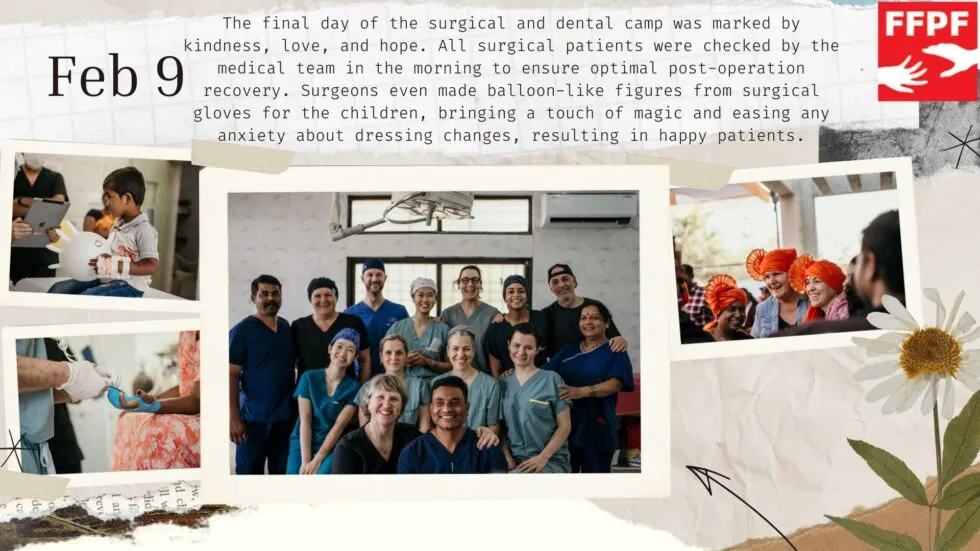 Feb 9
The final day of the surgical and dental camp was marked by
kindness, love, and hope. All surgical patients were checked by the
medical team in the morning to ensure optimal post-operation
recovery. Surgeons even made balloon-like figures from surgical
gloves for the children, bringing a touch of magic and easing any
anxiety about dressing changes, resulting in happy patients.
FFPF